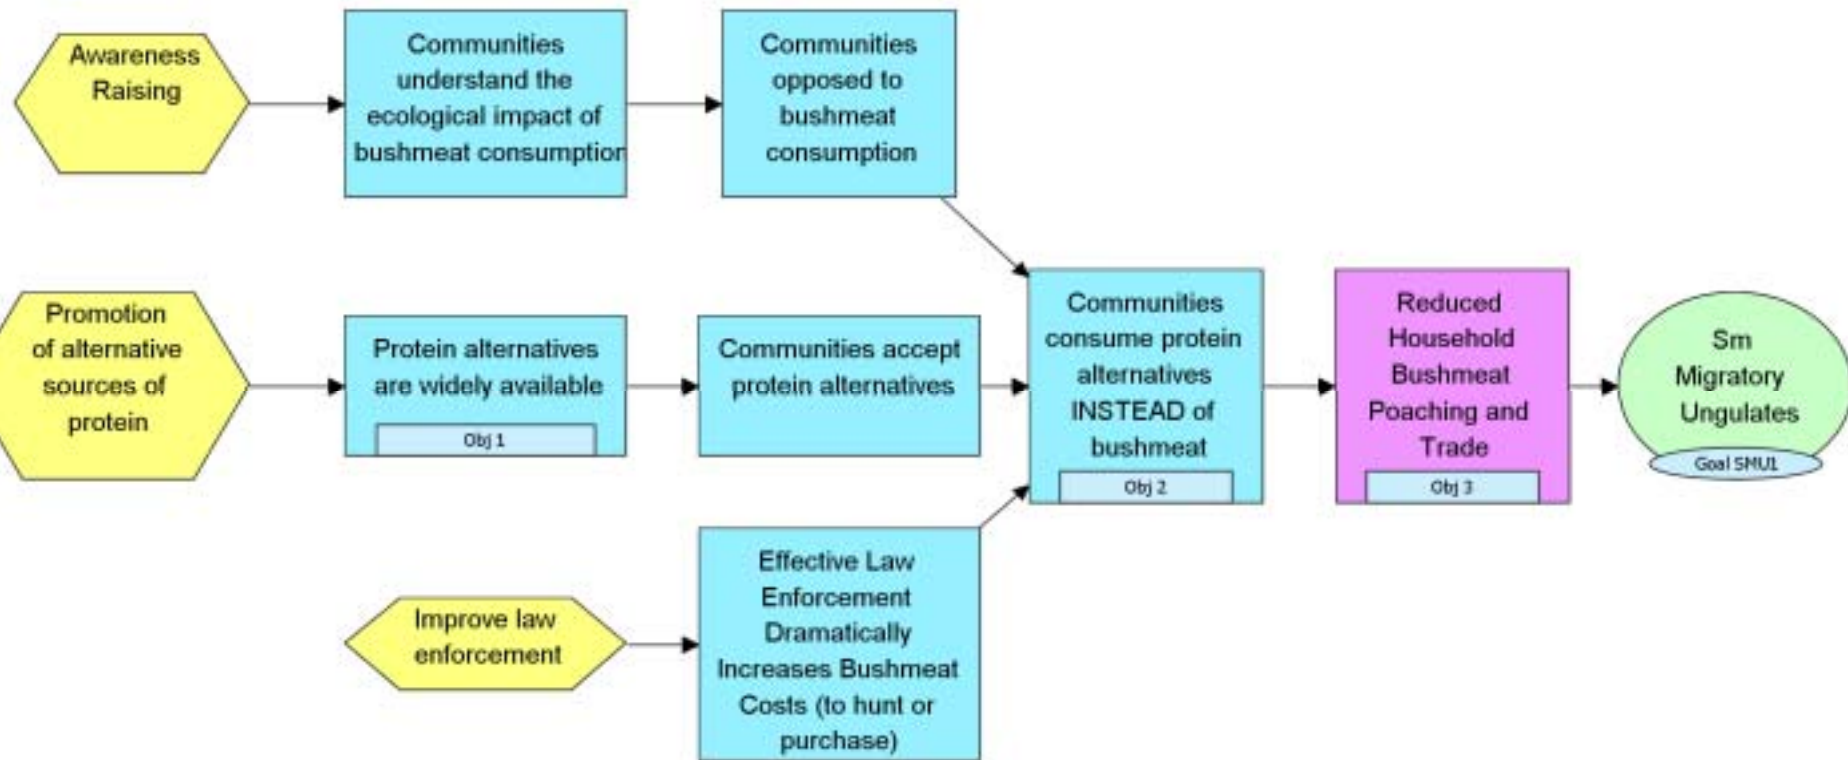 Awareness
Raising
Communities
understand the
ecological impact of
bushmeat consumption
Communities
opposed to
bushmeat
consumption
Promotion
of alternative
sources of
protein
Protein alternatives
are widely available
Obj 1
Communities accept
protein alternatives
Communities
consume protein
alternatives
INSTEAD of
bushmeat
Obj 2
Reduced
Household
Bushmeat
Poaching and
Trade
Obj 3
Sm
Migratory
Ungulates
Goal SMU1
Improve law
enforcement
Effective Law
Enforcement
Dramatically
Increases Bushmeat
Costs (to hunt or
purchase)